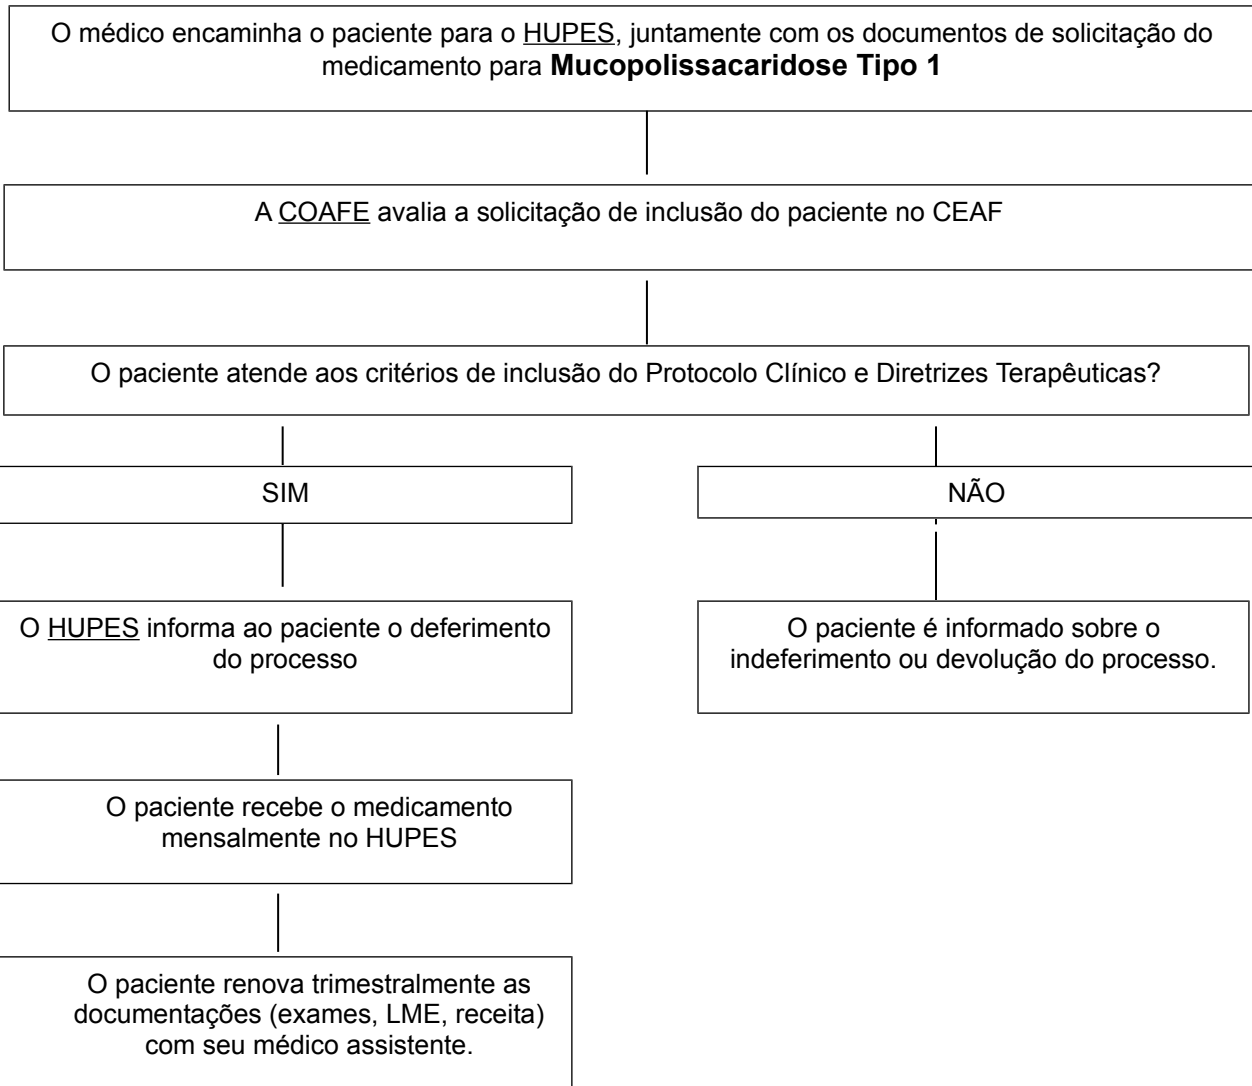 O médico encaminha o paciente para o HUPES, juntamente com os documentos de solicitação do
medicamento para Mucopolissacaridose Tipo 1
A COAFE avalia a solicitação de inclusão do paciente no CEAF
O paciente atende aos critérios de inclusão do Protocolo Clínico e Diretrizes Terapêuticas?
SIM
NÃO
O HUPES informa ao paciente o deferimento
do processo
O paciente é informado sobre o
indeferimento ou devolução do processo.
O paciente recebe o medicamento
mensalmente no HUPES
O paciente renova trimestralmente as
documentações (exames, LME, receita)
com seu médico assistente.